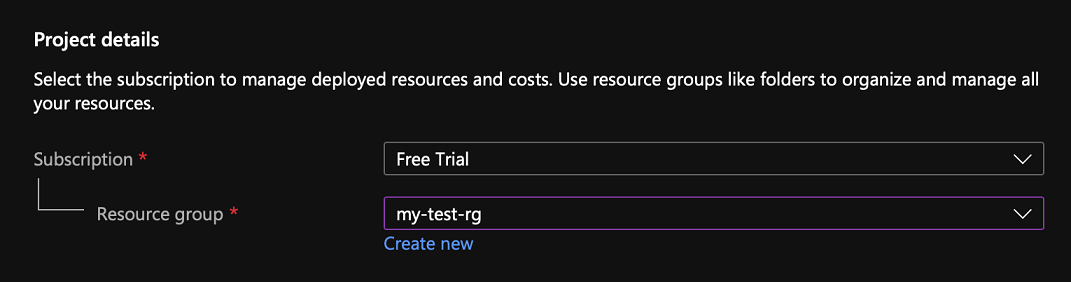 Project details
Select the subscription to manage deployed resources and costs. Use resource groups like folders to organize and manage all
your resources.
Subscription *
Free Trial
Resource group *
my-test-rg
Create new